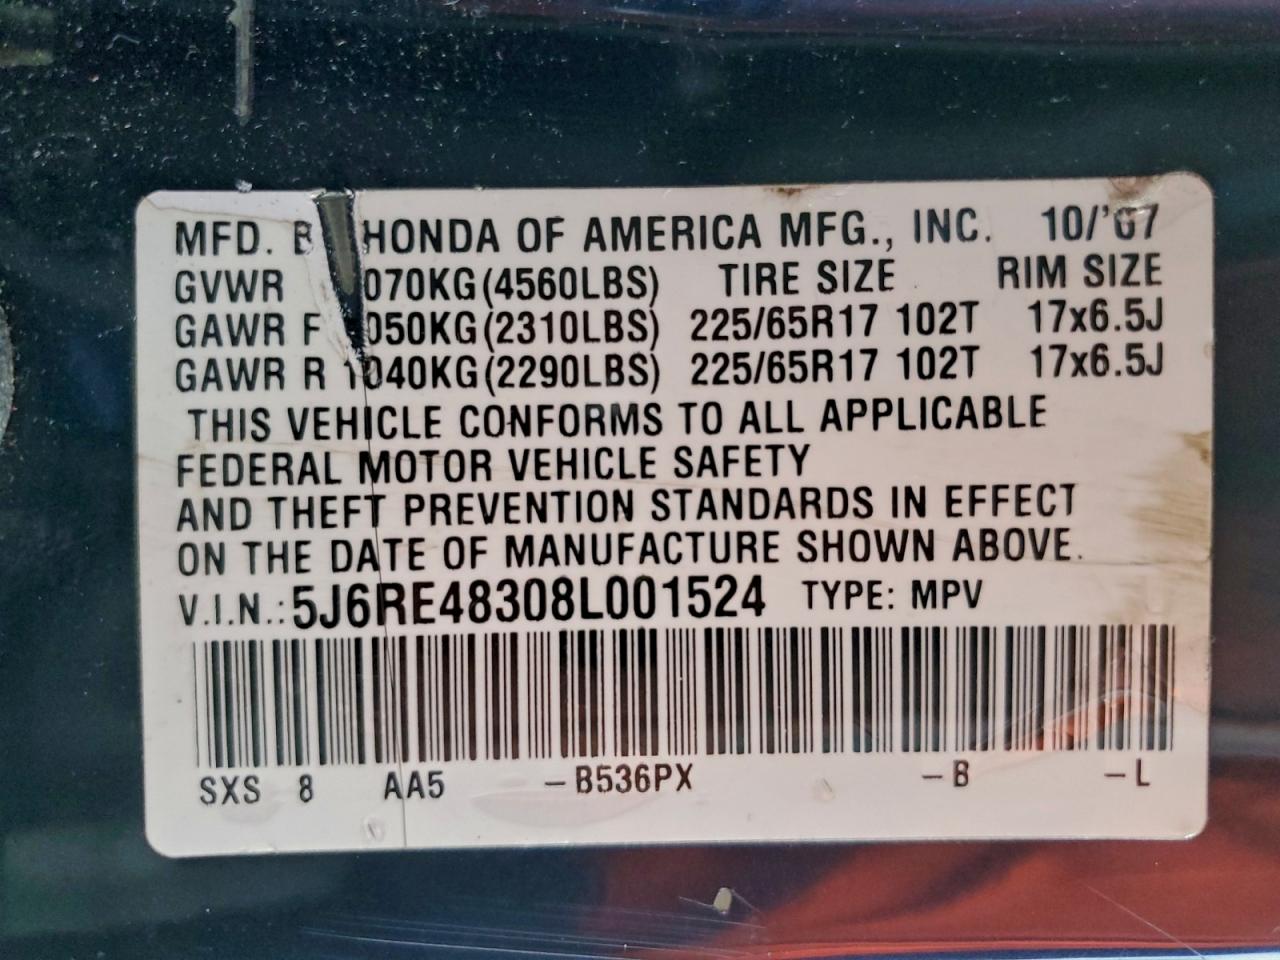 MFD. B HONDA OF AMERICA MFG., INC. 10/'07
GVWR 070KG(4560LBS) TIRE SIZE RIM SIZE
GAWR F 050KG(2310LBS) 225/65R17 102T 17x6.5J
GAWR R 1040KG(2290LBS) 225/65R17 102T 17x6.5J
THIS VEHICLE CONFORMS TO ALL APPLICABLE
FEDERAL MOTOR VEHICLE SAFETY
AND THEFT PREVENTION STANDARDS IN EFFECT
ON THE DATE OF MANUFACTURE SHOWN ABOVE.
V.I.N.: 5J6RE48308L001524 TYPE: MPV
SXS 8 AA5 -B536PX -B -L